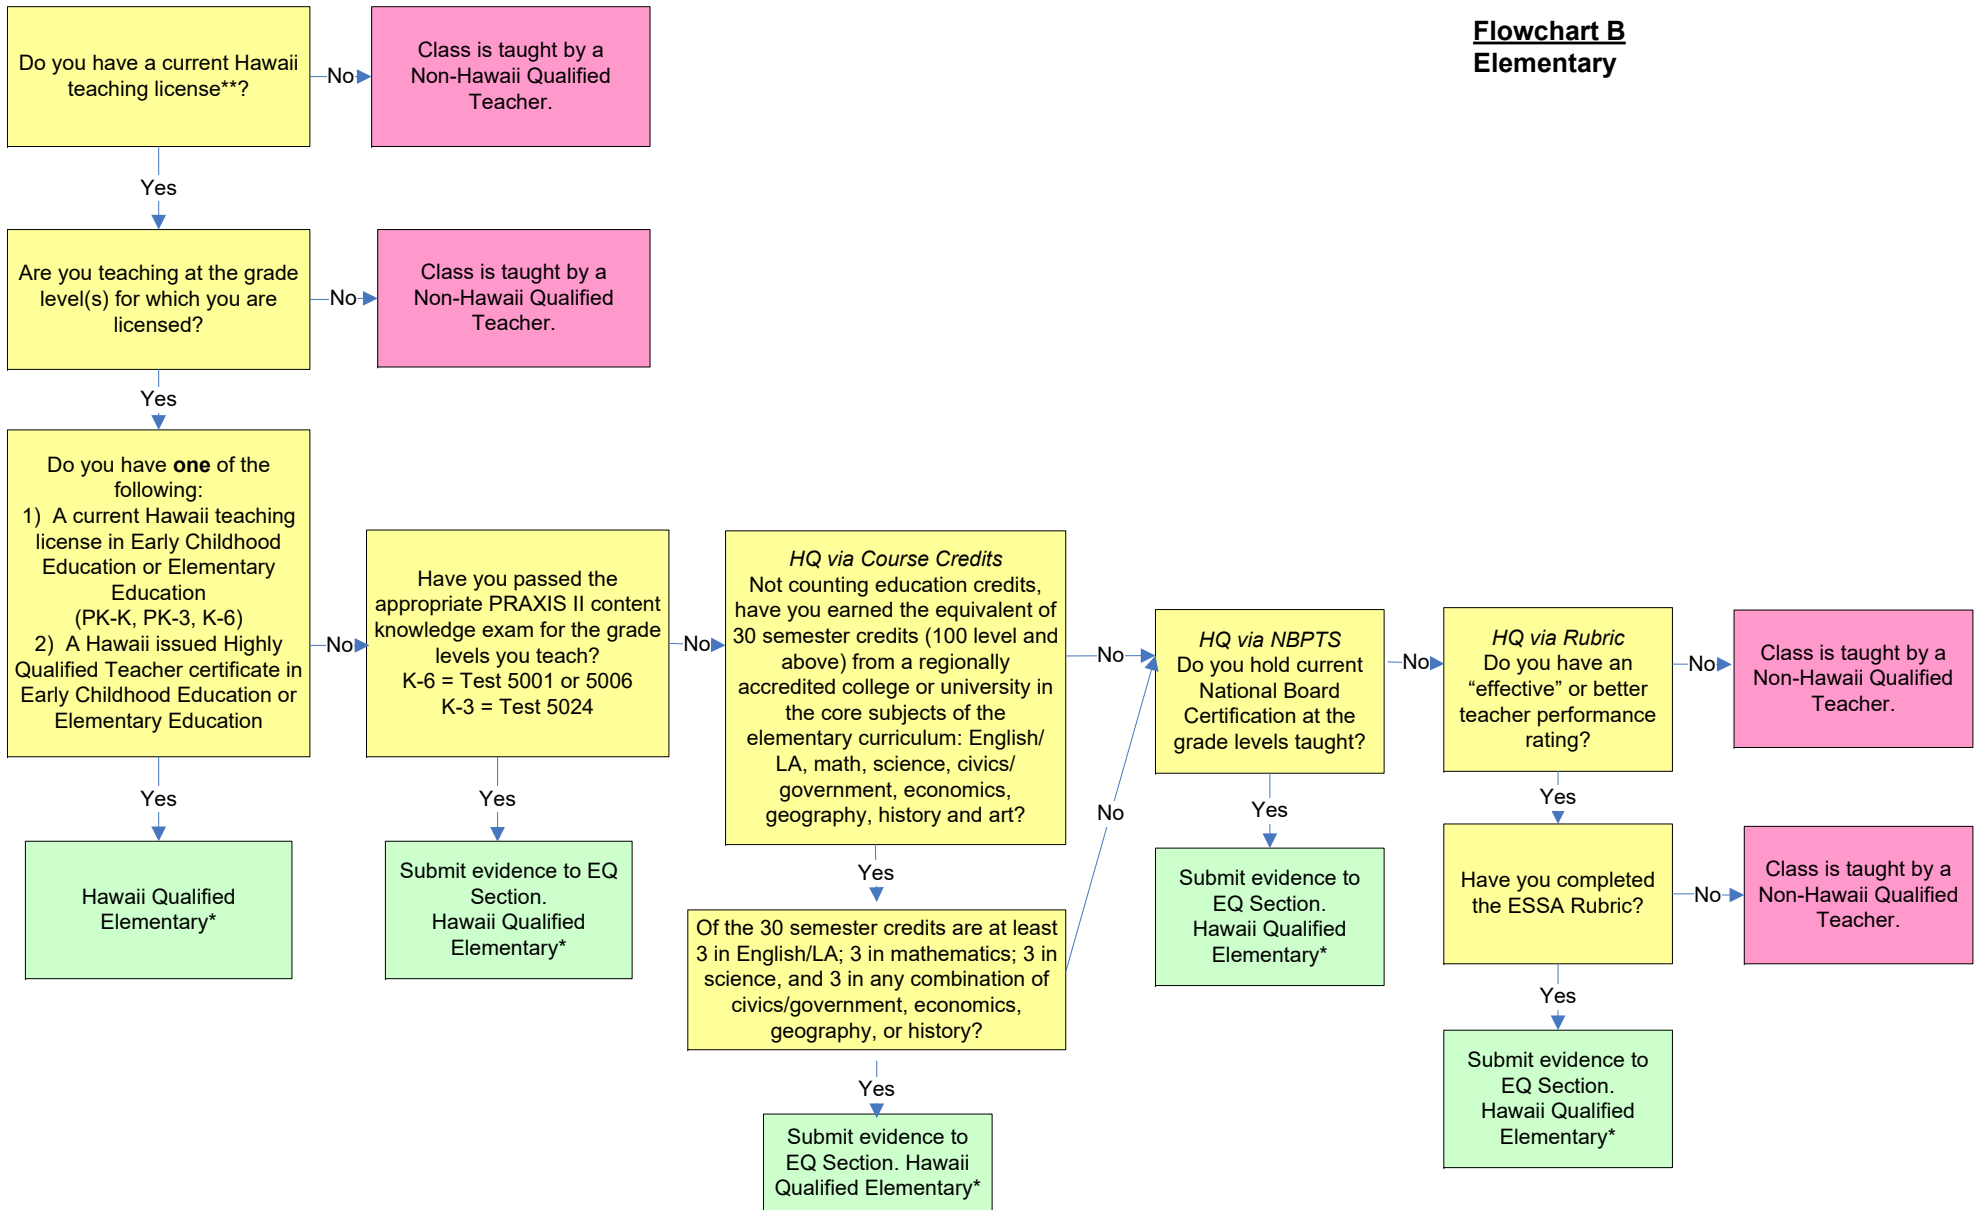 Flowchart B
Elementary
Do you have a current Hawaii
teaching license**?
No
Class is taught by a
Non-Hawaii Qualified
Teacher.
Yes
Are you teaching at the grade
level(s) for which you are
licensed?
No
Class is taught by a
Non-Hawaii Qualified
Teacher.
Yes
Do you have one of the
following:
1)  A current Hawaii teaching
license in Early Childhood
Education or Elementary
Education
(PK-K, PK-3, K-6)
2)  A Hawaii issued Highly
Qualified Teacher certificate in
Early Childhood Education or
Elementary Education
No
Yes
Hawaii Qualified
Elementary*
Have you passed the
appropriate PRAXIS II content
knowledge exam for the grade
levels you teach?
K-6 = Test 5001 or 5006
K-3 = Test 5024
No
Yes
Submit evidence to EQ
Section.
Hawaii Qualified
Elementary*
HQ via Course Credits
Not counting education credits,
have you earned the equivalent of
30 semester credits (100 level and
above) from a regionally
accredited college or university in
the core subjects of the
elementary curriculum: English/
LA, math, science, civics/
government, economics,
geography, history and art?
No
Yes
Of the 30 semester credits are at least
3 in English/LA; 3 in mathematics; 3 in
science, and 3 in any combination of
civics/government, economics,
geography, or history?
No
Yes
Submit evidence to
EQ Section. Hawaii
Qualified Elementary*
HQ via NBPTS
Do you hold current
National Board
Certification at the
grade levels taught?
No
Yes
Submit evidence to
EQ Section.
Hawaii Qualified
Elementary*
HQ via Rubric
Do you have an
“effective” or better
teacher performance
rating?
No
Class is taught by a
Non-Hawaii Qualified
Teacher.
Yes
Have you completed
the ESSA Rubric?
No
Class is taught by a
Non-Hawaii Qualified
Teacher.
Yes
Submit evidence to
EQ Section.
Hawaii Qualified
Elementary*